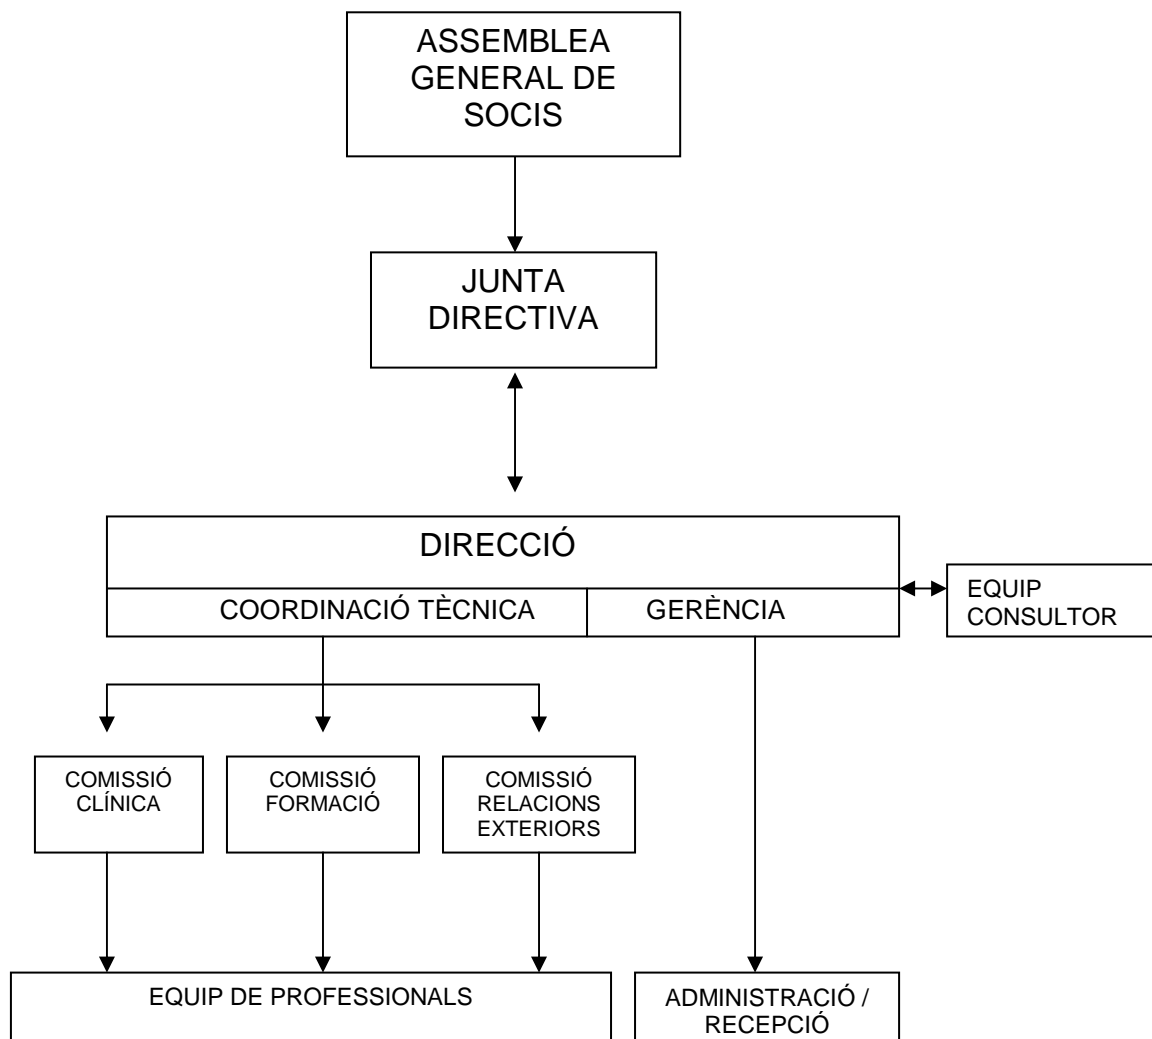 ASSEMBLEA
GENERAL DE
SOCIS
JUNTA
DIRECTIVA
DIRECCIÓ
COORDINACIÓ TÈCNICA
GERÈNCIA
EQUIP
CONSULTOR
COMISSIÓ
CLÍNICA
COMISSIÓ
FORMACIÓ
COMISSIÓ
RELACIONS
EXTERIORS
EQUIP DE PROFESSIONALS
ADMINISTRACIÓ /
RECEPCIÓ